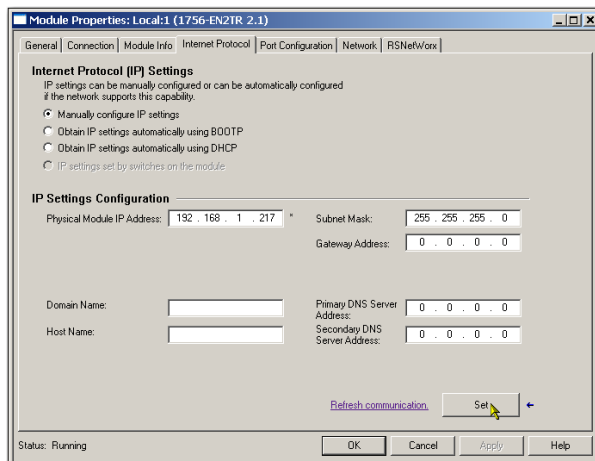 Module Properties: Local:1 (1756-EN2TR 2.1)
General Connection Module Info Internet Protocol Port Configuration Network RSNetWorx
Internet Protocol (IP) Settings
IP settings can be manually configured or can be automatically configured
if the network supports this capability.
Manually configure IP settings
Obtain IP settings automatically using BOOTP
Obtain IP settings automatically using DHCP
IP settings set by switches on the module
IP Settings Configuration
Physical Module IP Address: 192 . 168 . 1 . 217 * Subnet Mask: 255 . 255 . 255 . 0
Gateway Address: 0 . 0 . 0 . 0
Domain Name: Primary DNS Server Address: 0 . 0 . 0 . 0
Host Name: Secondary DNS Server Address: 0 . 0 . 0 . 0
Refresh communication. Set
Status: Running OK Cancel Apply Help